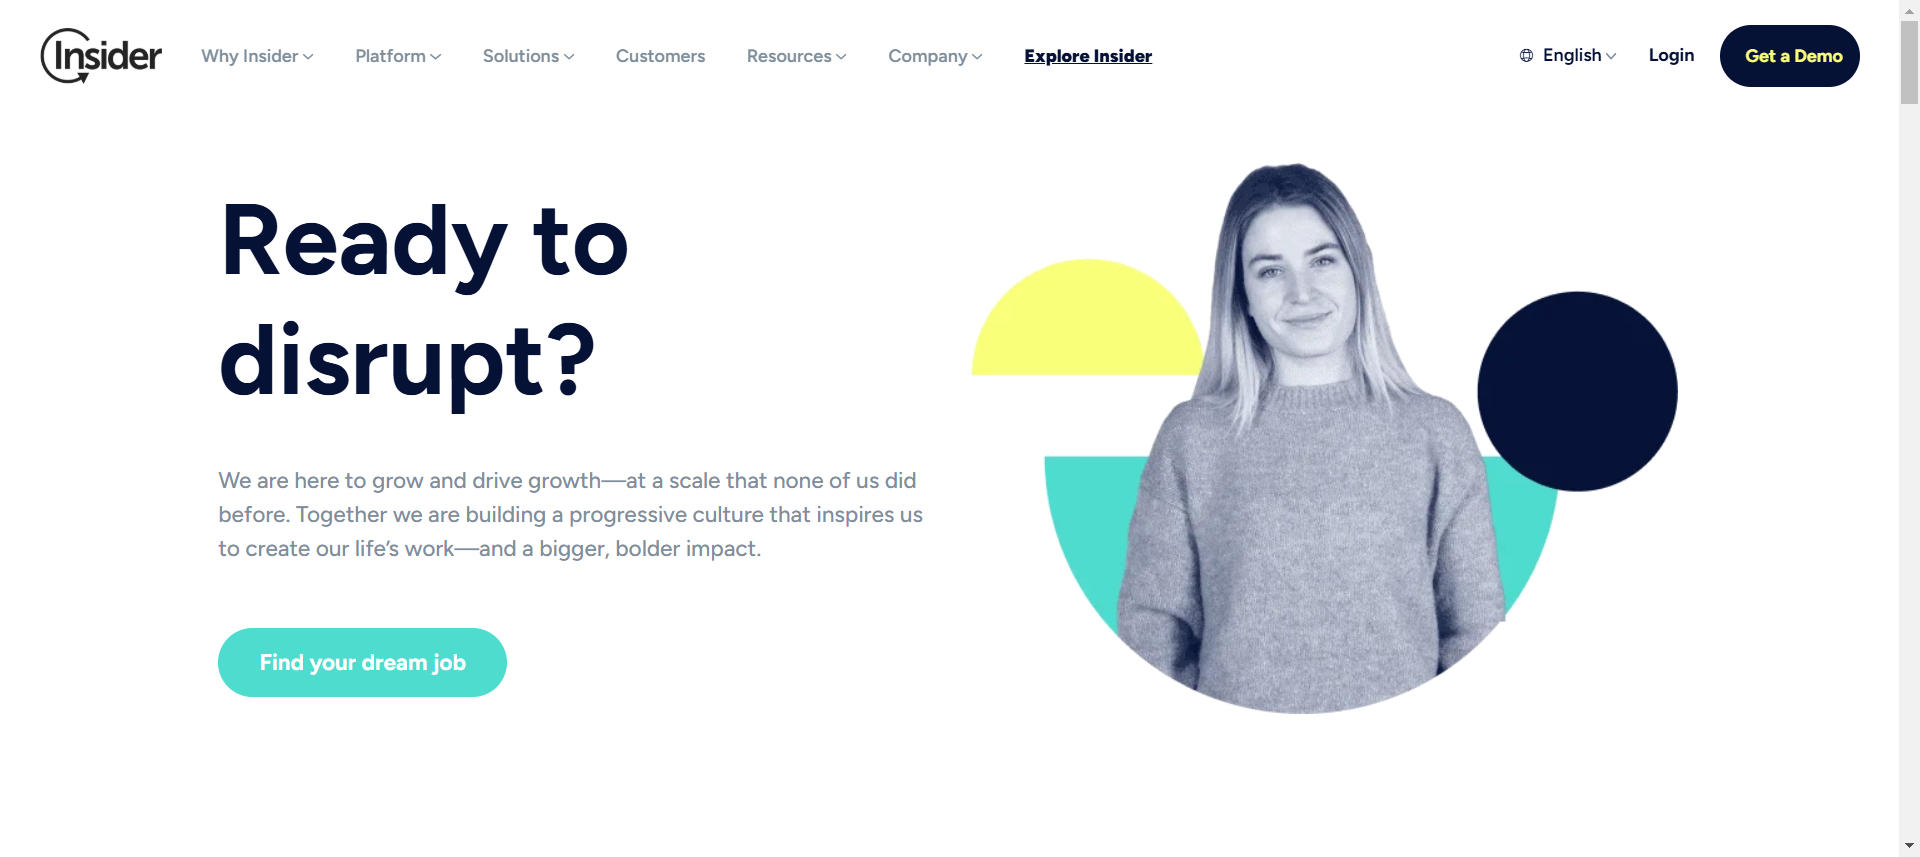 Insider
Why Insider
Platform
Solutions
Customers
Resources
Company
Explore Insider
English
Login
Get a Demo
Ready to
disrupt?
We are here to grow and drive growth—at a scale that none of us did
before. Together we are building a progressive culture that inspires us
to create our life’s work—and a bigger, bolder impact.
Find your dream job